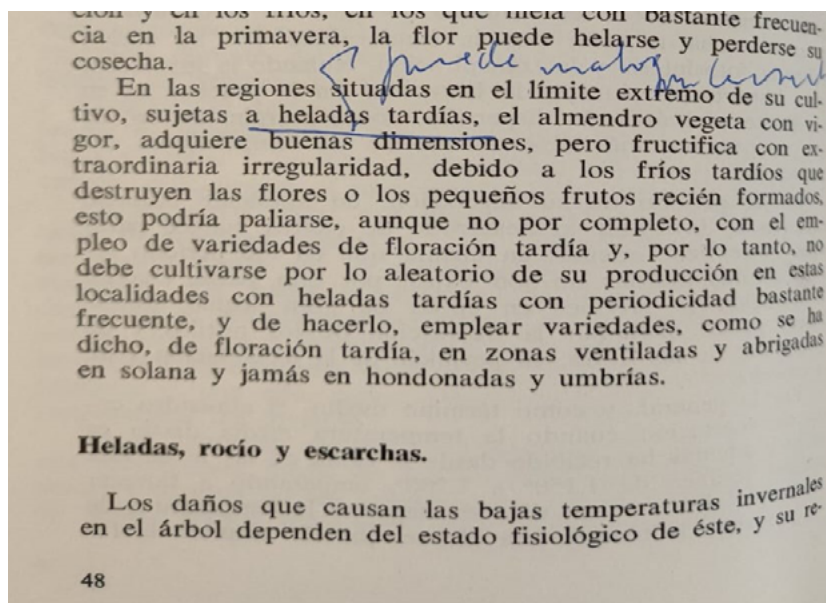 ción y en los fríos, en los que hiela con bastante frecuen-
cia en la primavera, la flor puede helarse y perderse su
cosecha.
puede
En las regiones situadas en el límite extremo de su cul-
tivo, sujetas a heladas tardías, el almendro vegeta con vi-
gor, adquiere buenas dimensiones, pero fructifica con ex-
traordinaria irregularidad, debido a los fríos tardíos que
destruyen las flores o los pequeños frutos recién formados,
esto podría paliarse, aunque no por completo, con el em-
pleo de variedades de floración tardía y, por lo tanto, no
debe cultivarse por lo aleatorio de su producción en estas
localidades con heladas tardías con periodicidad bastante
frecuente, y de hacerlo, emplear variedades, como se ha
dicho, de floración tardía, en zonas ventiladas y abrigadas
en solana y jamás en hondonadas y umbrías.
Heladas, rocío y escarchas.
Los daños que causan las bajas temperaturas invernales
en el árbol dependen del estado fisiológico de éste, y su re-
48